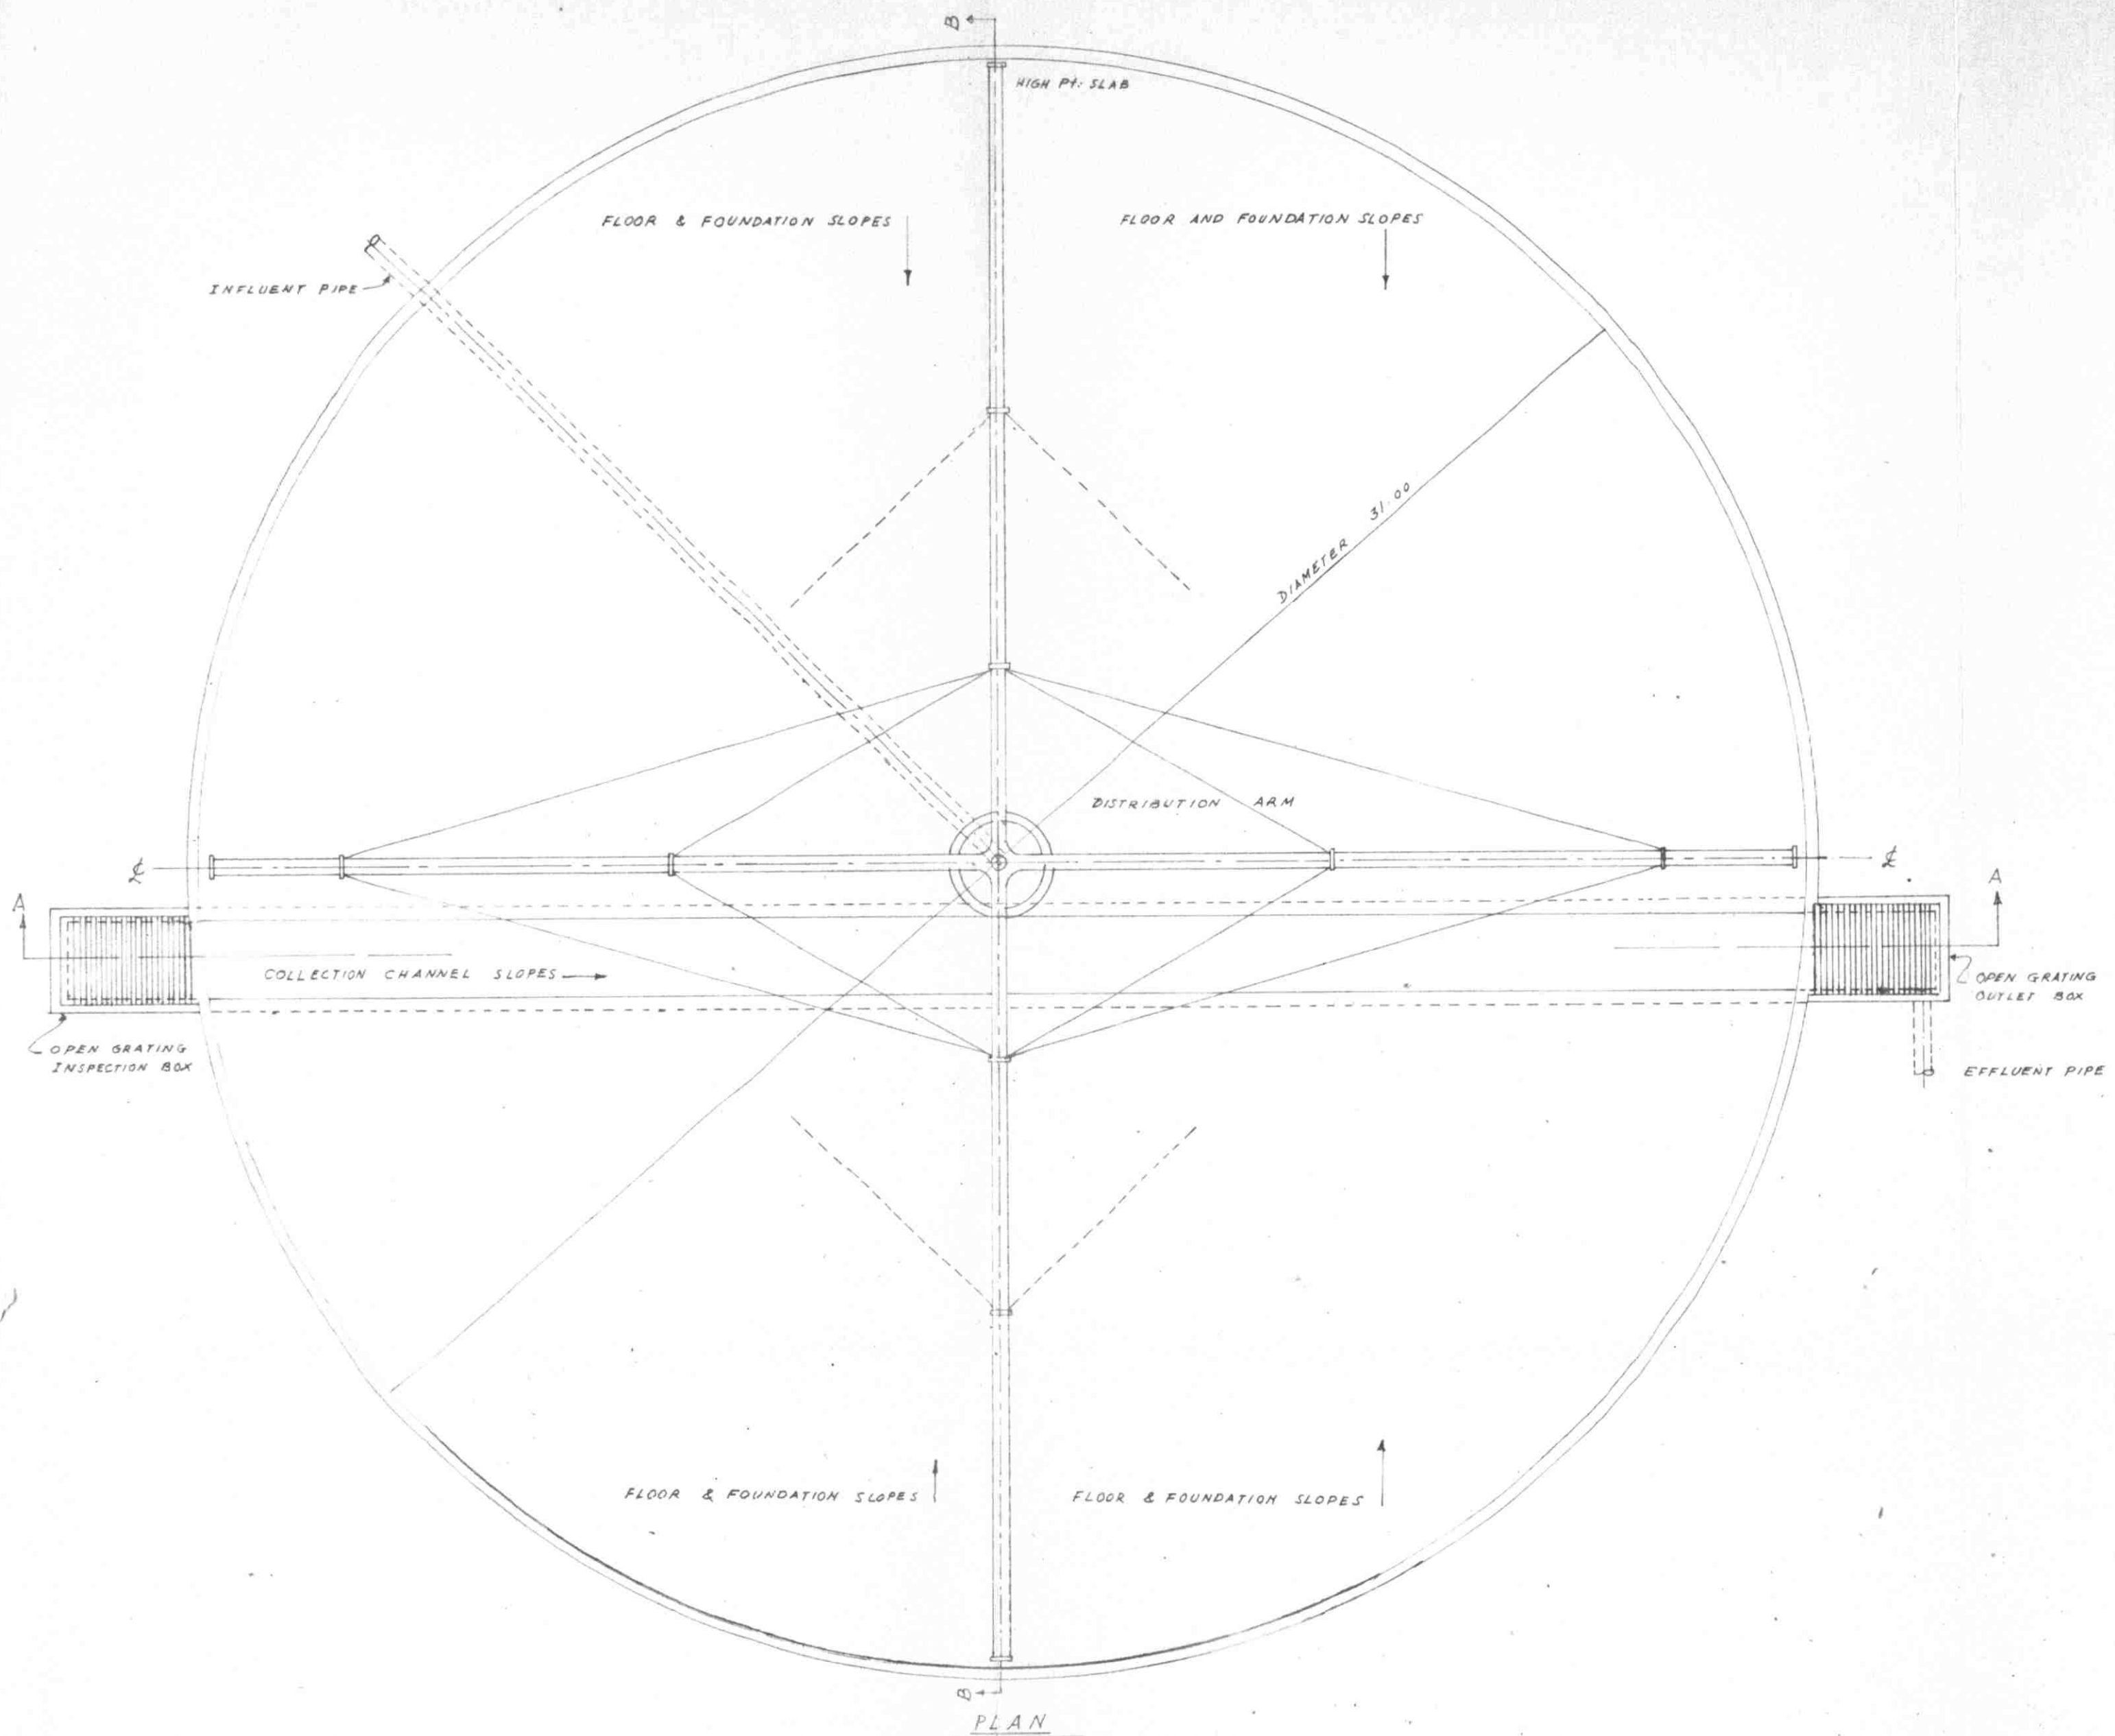 B
HIGH Pt. SLAB
FLOOR & FOUNDATION SLOPES
FLOOR AND FOUNDATION SLOPES
INFLUENT PIPE
DIAMETER 31.00
DISTRIBUTION ARM
℄
℄
A
A
COLLECTION CHANNEL SLOPES
OPEN GRATING
OUTLET BOX
OPEN GRATING
INSPECTION BOX
EFFLUENT PIPE
FLOOR & FOUNDATION SLOPES
FLOOR & FOUNDATION SLOPES
B
PLAN